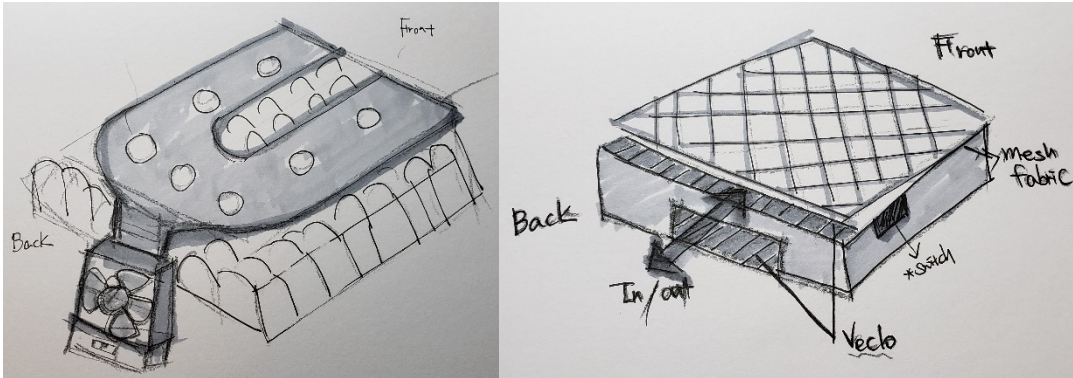 Front
Back
Front
mesh
fabric
Back
*switch
In/out
Veclo